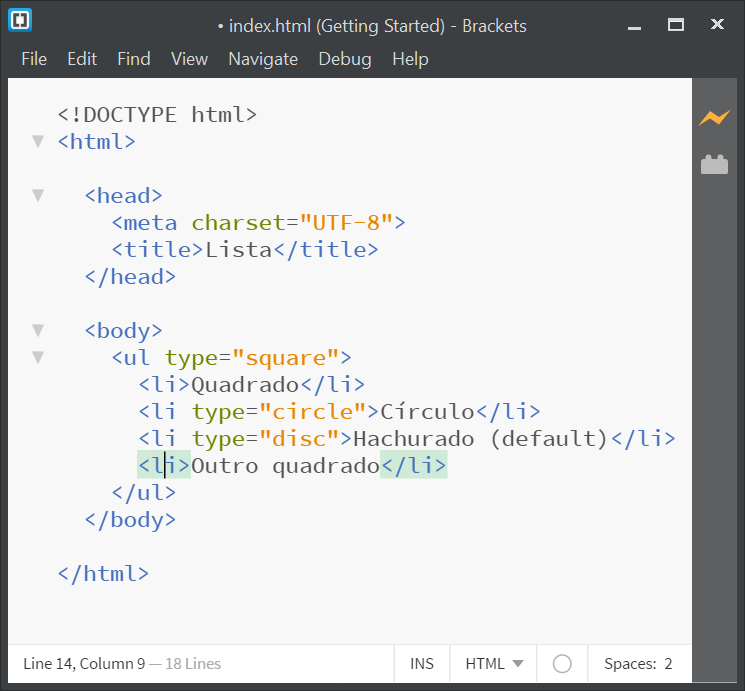 • index.html (Getting Started) - Brackets
File Edit Find View Navigate Debug Help
<!DOCTYPE html>
<html>
<head>
<meta charset="UTF-8">
<title>Lista</title>
</head>
<body>
<ul type="square">
<li>Quadrado</li>
<li type="circle">Círculo</li>
<li type="disc">Hachurado (default)</li>
<li>Outro quadrado</li>
</ul>
</body>
</html>
Line 14, Column 9 — 18 Lines INS HTML Spaces: 2